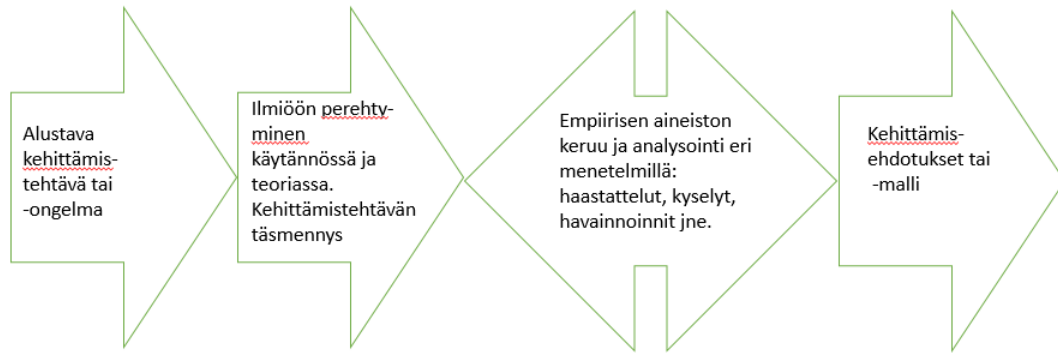 Alustava
kehittämis-
tehtävä tai
-ongelma
Ilmiöön perehty-
minen
käytännössä ja
teoriassa.
Kehittämistehtävän
täsmennys
Empiirisen aineiston
keruu ja analysointi eri
menetelmillä:
haastattelut, kyselyt,
havainnoinnit jne.
Kehittämis-
ehdotukset tai
-malli